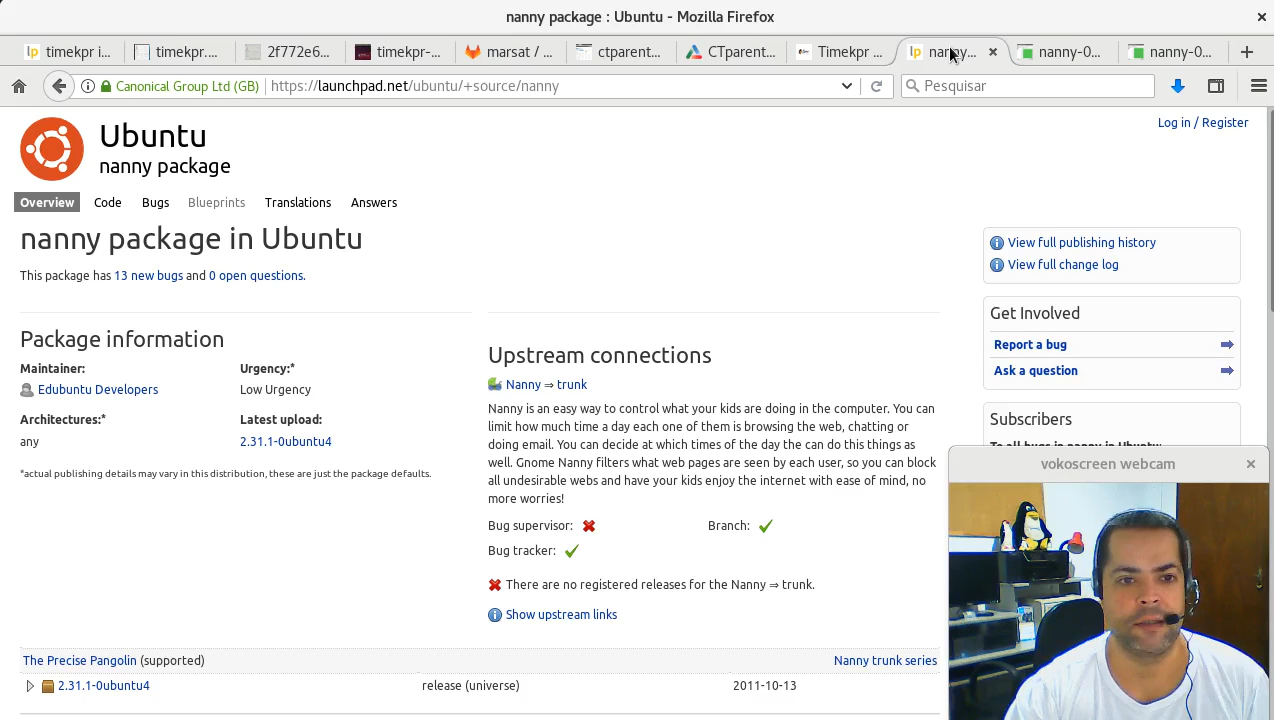 nanny package : Ubuntu - Mozilla Firefox
timekpr i...
timekpr....
2f772e6...
timekpr-...
marsat / ...
ctparent...
CTparent...
Timekpr ...
nanny...
nanny-0...
nanny-0...
Canonical Group Ltd (GB)
https://launchpad.net/ubuntu/+source/nanny
Pesquisar
Log in / Register
Ubuntu
nanny package
Overview Code Bugs Blueprints Translations Answers
nanny package in Ubuntu
This package has 13 new bugs and 0 open questions.
View full publishing history
View full change log
Get Involved
Report a bug
Ask a question
Subscribers
To all bugs in nanny in Ubuntu:
Package information
Maintainer:
Edubuntu Developers
Urgency:*
Low Urgency
Architectures:*
any
Latest upload:
2.31.1-0ubuntu4
*actual publishing details may vary in this distribution, these are just the package defaults.
Upstream connections
Nanny ⇒ trunk
Nanny is an easy way to control what your kids are doing in the computer. You can
limit how much time a day each one of them is browsing the web, chatting or
doing email. You can decide at which times of the day the can do this things as
well. Gnome Nanny filters what web pages are seen by each user, so you can block
all undesirable webs and have your kids enjoy the internet with ease of mind, no
more worries!
Bug supervisor:
Branch:
Bug tracker:
There are no registered releases for the Nanny ⇒ trunk.
Show upstream links
The Precise Pangolin (supported)
Nanny trunk series
2.31.1-0ubuntu4
release (universe)
2011-10-13
vokoscreen webcam